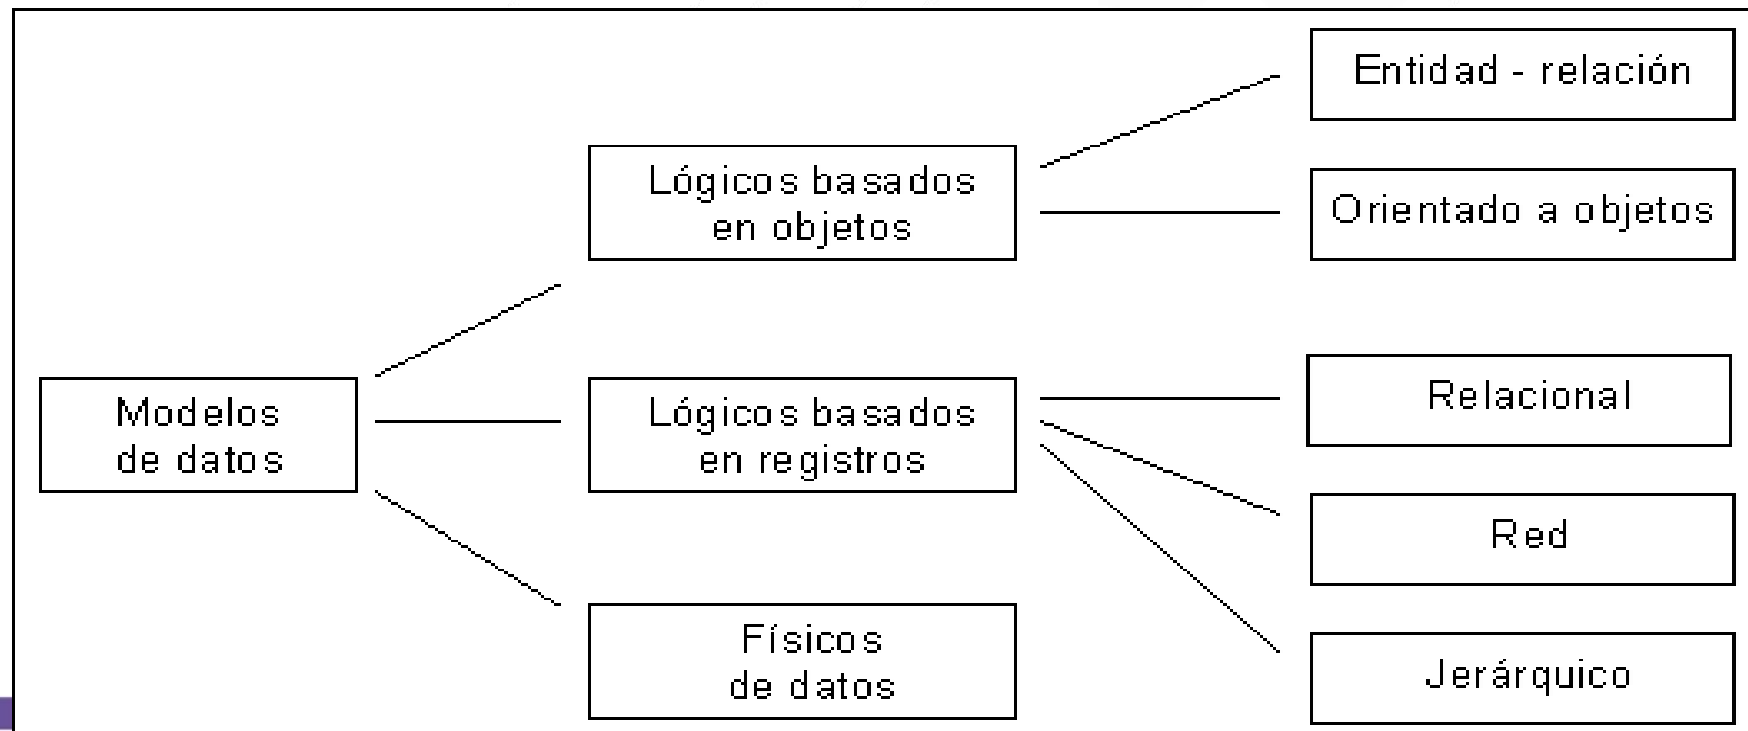 Entidad - relación
Lógicos basados
en objetos
Orientado a objetos
Modelos
de datos
Lógicos basados
en registros
Relacional
Red
Físicos
de datos
Jerárquico